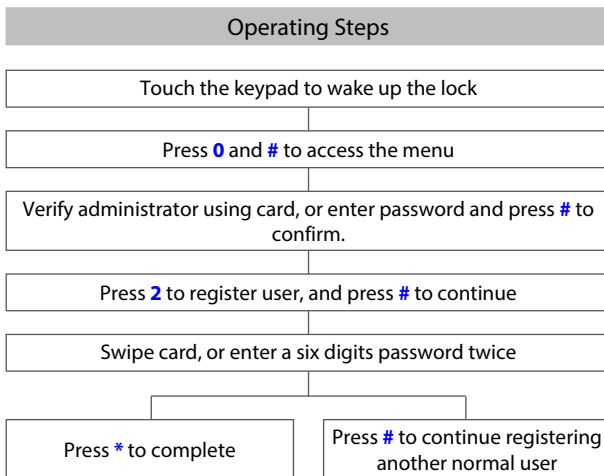 Operating Steps
Touch the keypad to wake up the lock
Press 0 and # to access the menu
Verify administrator using card, or enter password and press # to
confirm.
Press 2 to register user, and press # to continue
Swipe card, or enter a six digits password twice
Press * to complete
Press # to continue registering
another normal user